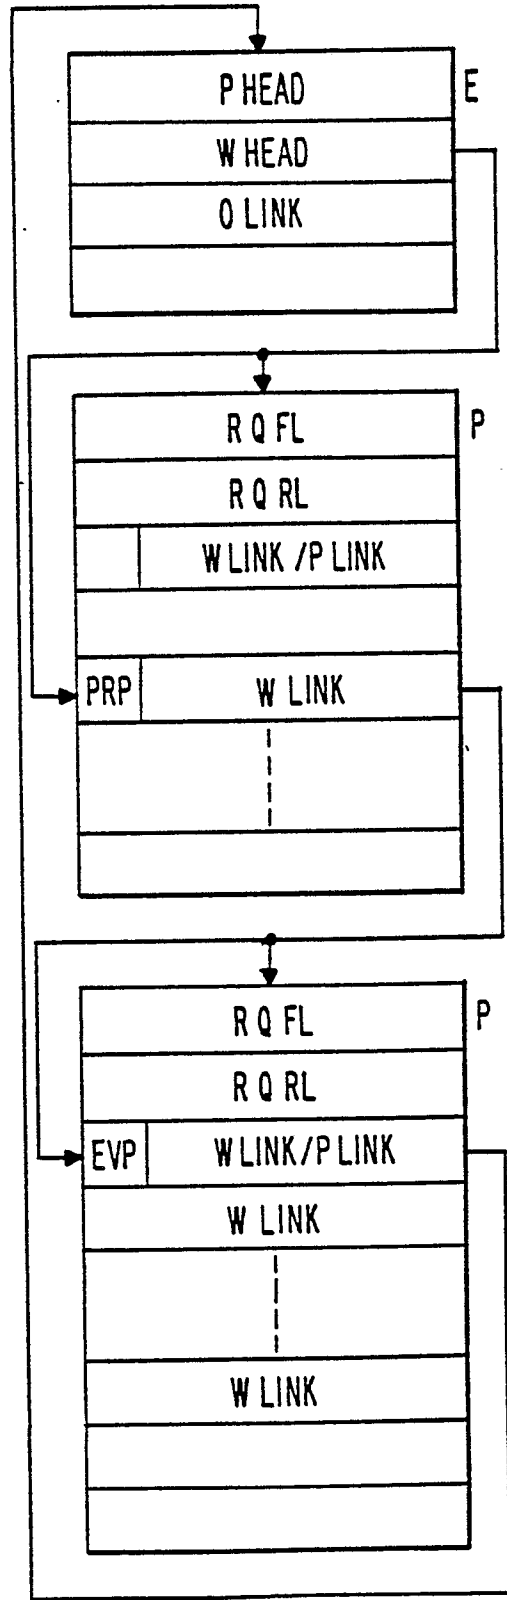 P HEAD E
W HEAD
O LINK
R Q FL P
R Q RL
W LINK / P LINK
PRP W LINK
R Q FL P
R Q RL
EVP W LINK/P LINK
W LINK
W LINK